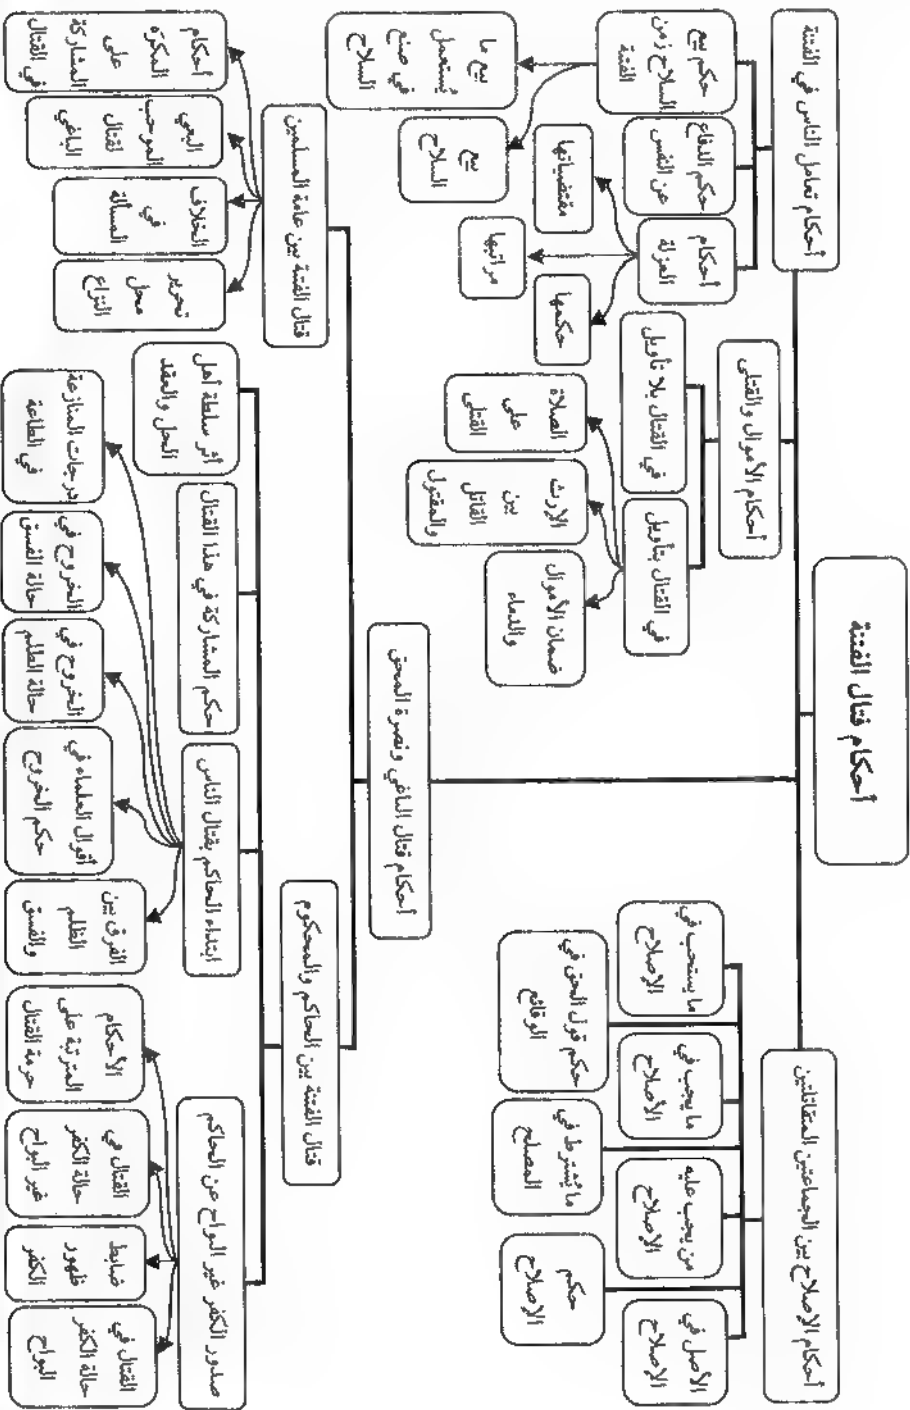 أحكام قتال الفتنة
أحكام الإصلاح بين الجماعتين المتقاتلتين
الأصل في
الإصلاح
حكم
الإصلاح
من يجب عليه
الإصلاح
ما يُشترط في
المصلح
ما يجب في
الأصلاح
حكم قول الحق في
الوقائع
ما يستحب في
الإصلاح
أحكام قتال الباغي ونصرة المحق
قتال الفتنة بين الحاكم والمحكوم
صدور الكفر غير البواح عن الحاكم
القتال في
حالة الكفر
البواح
ضابط
ظهور
الكفر
القتال في
حالة الكفر
غير البواح
الأحكام
المترتبة على
حرمة القتال
ابتداء الحاكم بقتال الناس
الفرق بين
الظلم
والفسق
أقوال العلماء في
حكم الخروج
الخروج في
حالة الظلم
الخروج في
حالة الفسق
درجات المنازعة
في الطاعة
حكم المشاركة في هذا القتال
أثر سلطة أهل
الحل والعقد
قتال الفتنة بين عامة المسلمين
تحرير
محل
النزاع
الخلاف
في
المسألة
البغي
الموجب
لقتال
الباغي
أحكام
المكره
على
المشاركة
في القتال
أحكام الأموال والقتلى
في القتال بتأويل
ضمان الأموال
والدماء
الإرث
بين
القاتل
والمقتول
الصلاة
على
القتلى
في القتال بلا تأويل
أحكام تعامل الناس في الفتنة
أحكام
العزلة
حكمها
مراتبها
مقتضياتها
حكم الدفاع
عن النفس
حكم بيع
السلاح زمن
الفتنة
بيع
السلاح
بيع ما
يُستعمل
في صنع
السلاح